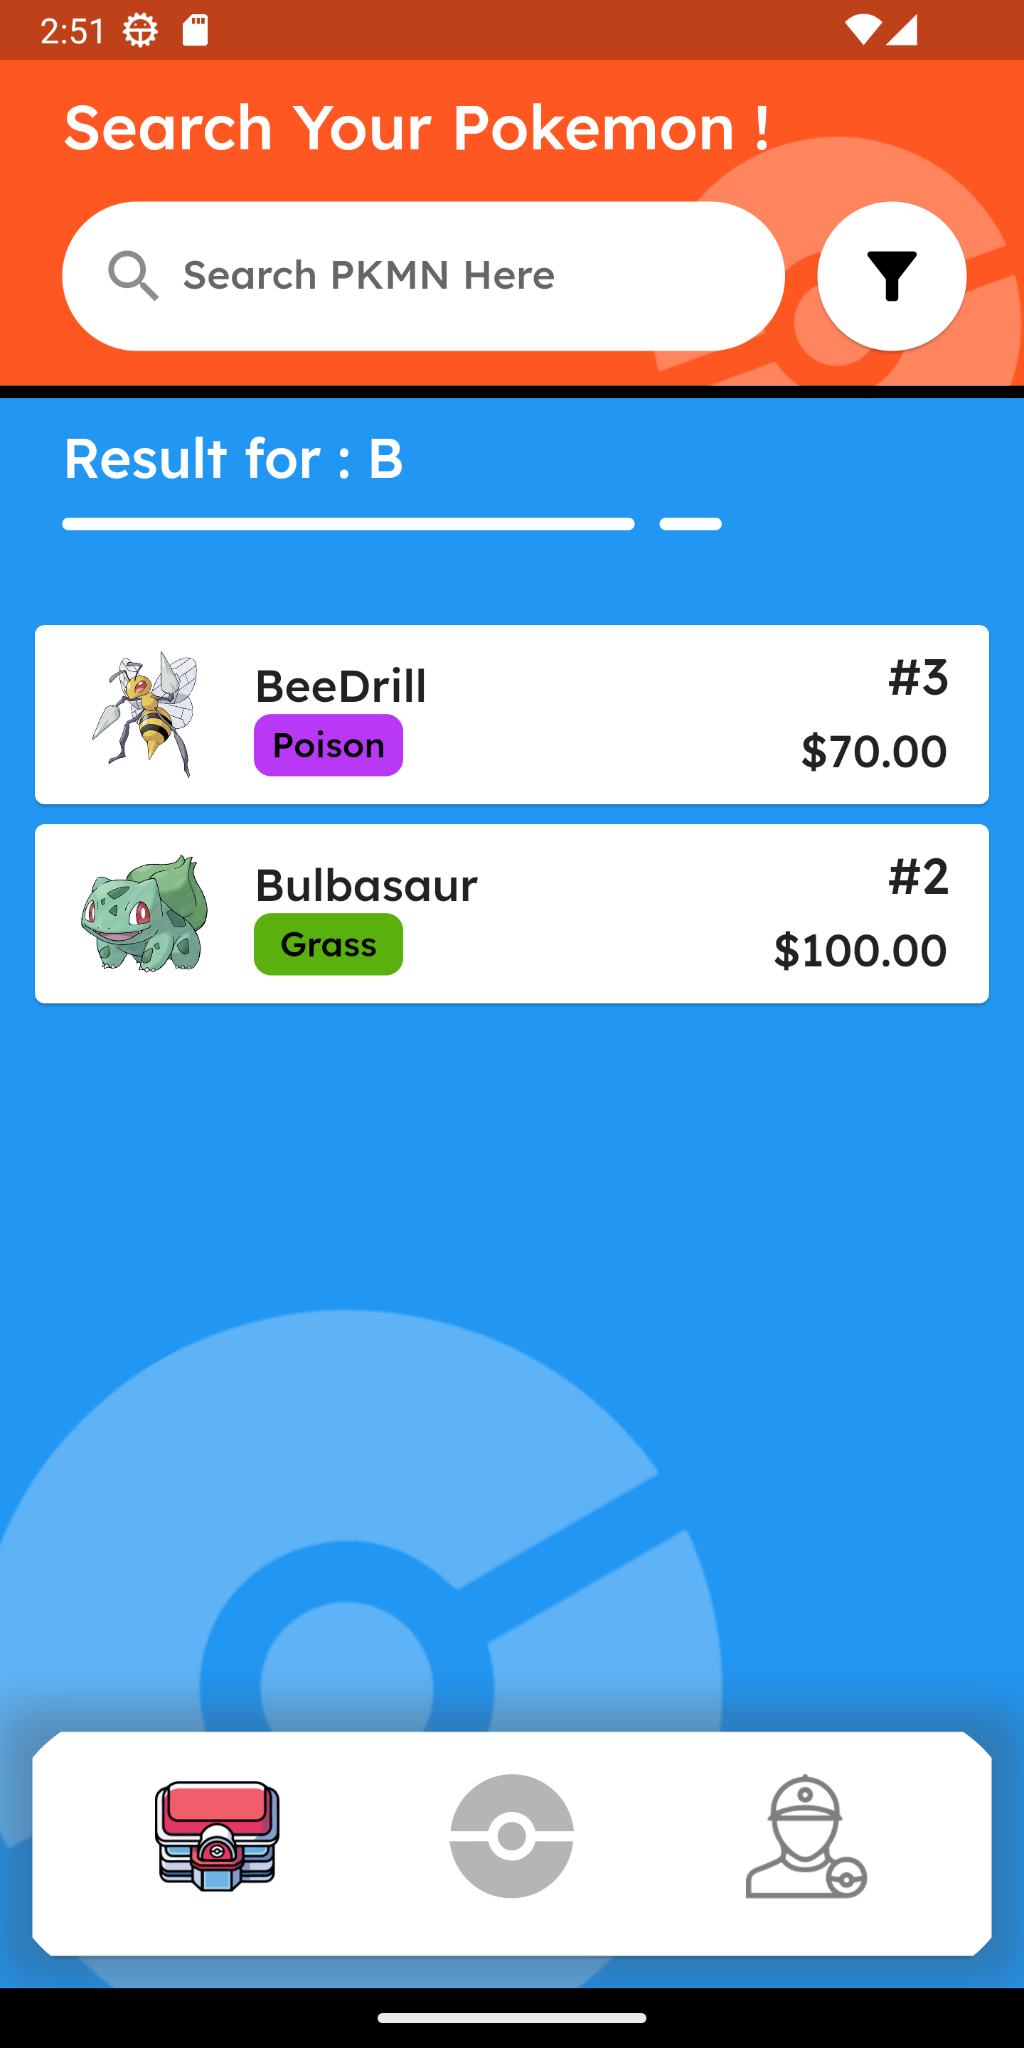 2:51
Search Your Pokemon !
Search PKMN Here
Result for : B
BeeDrill
#3
Poison
$70.00
Bulbasaur
#2
Grass
$100.00